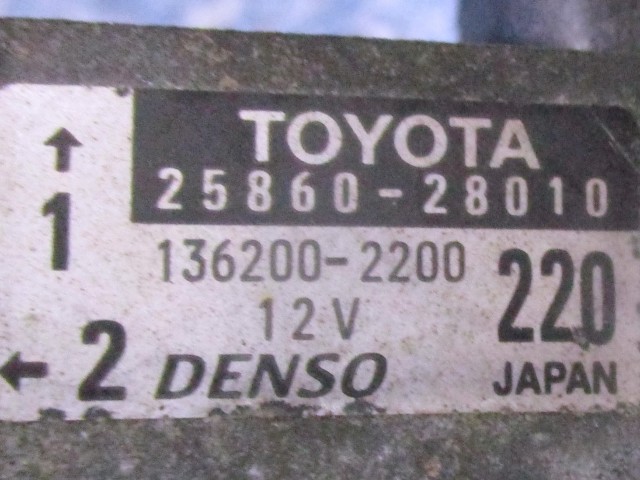 TOYOTA
25860-28010
↑
1
136200-2200
12V
220
← 2
DENSO
JAPAN